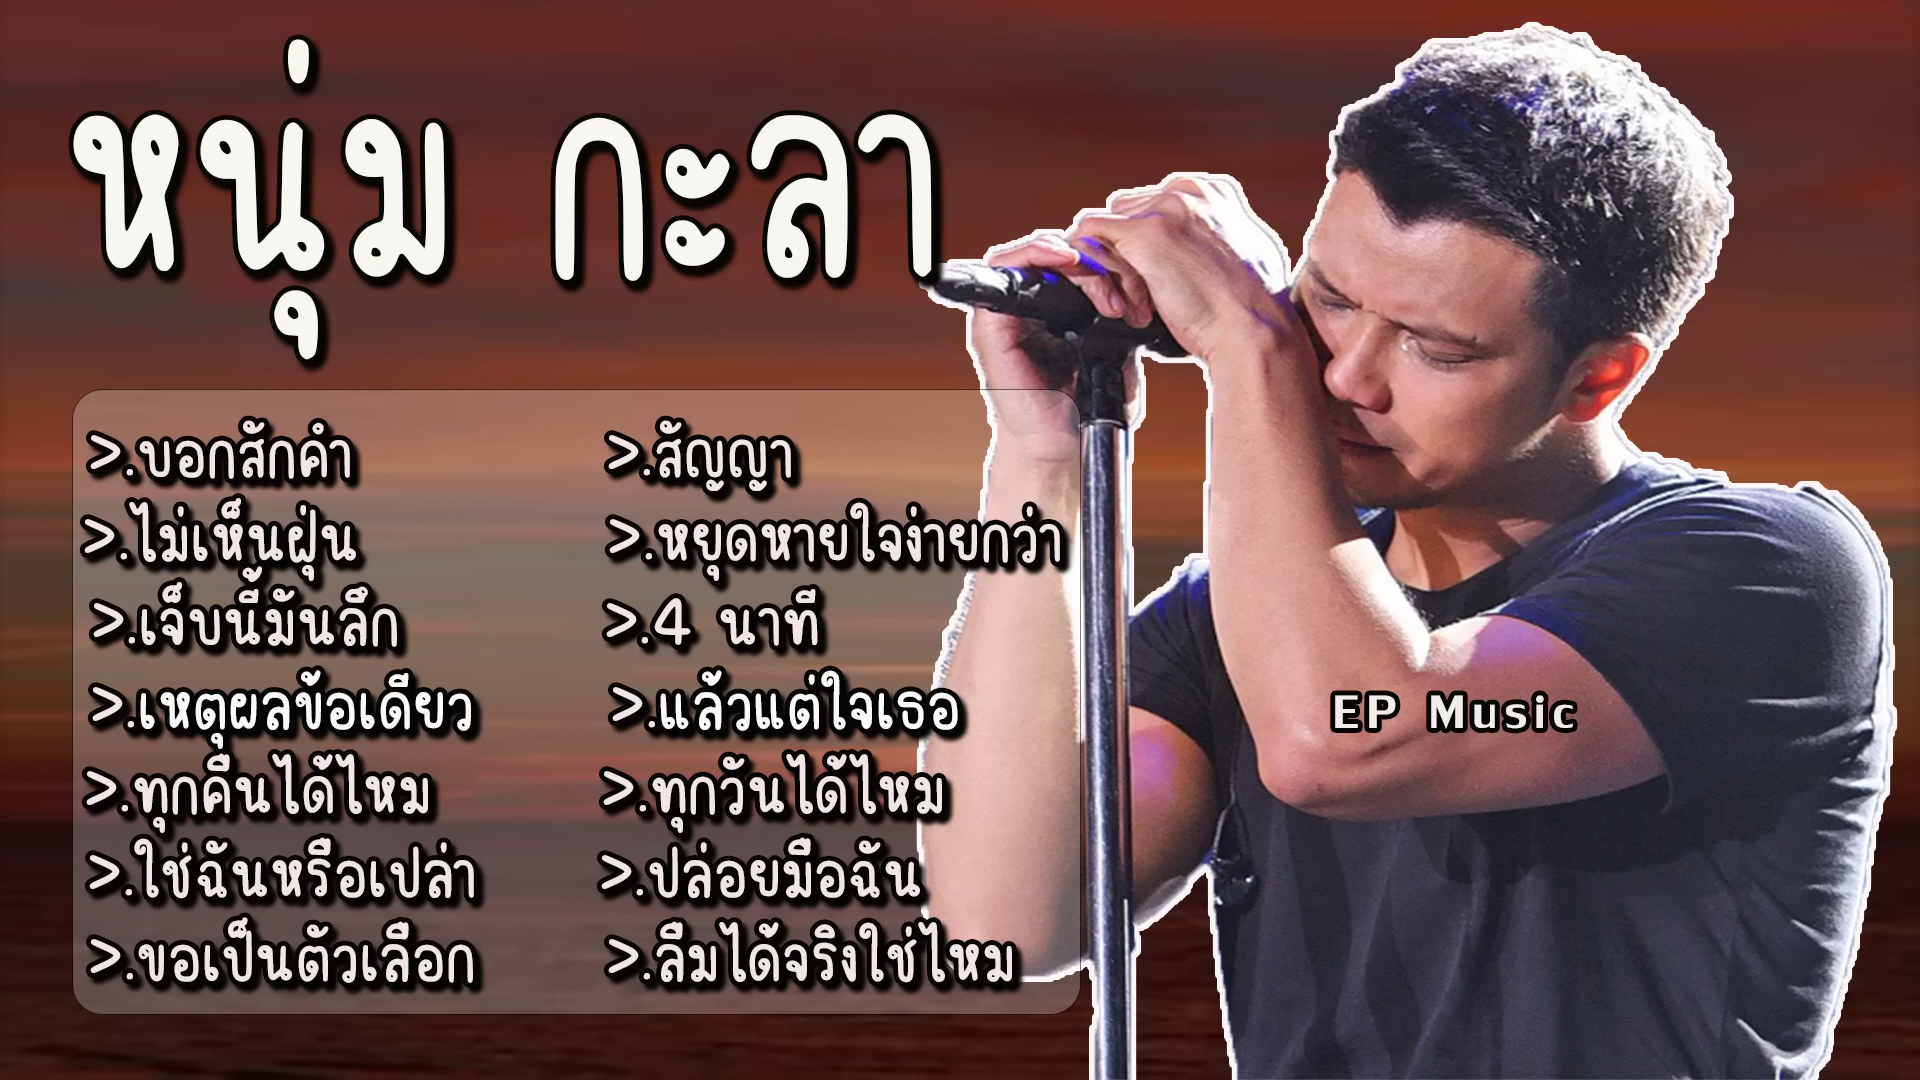 หนุ่ม กะลา
>.บอกสักคำ
>.ไม่เห็นฝุ่น
>.เจ็บนี้มันลึก
>.เหตุผลข้อเดียว
>.ทุกคืนได้ไหม
>.ใช่ฉันหรือเปล่า
>.ขอเป็นตัวเลือก
>.สัญญา
>.หยุดหายใจง่ายกว่า
>.4 นาที
>.แล้วแต่ใจเธอ
>.ทุกวันได้ไหม
>.ปล่อยมือฉัน
>.ลืมได้จริงใช่ไหม
EP Music